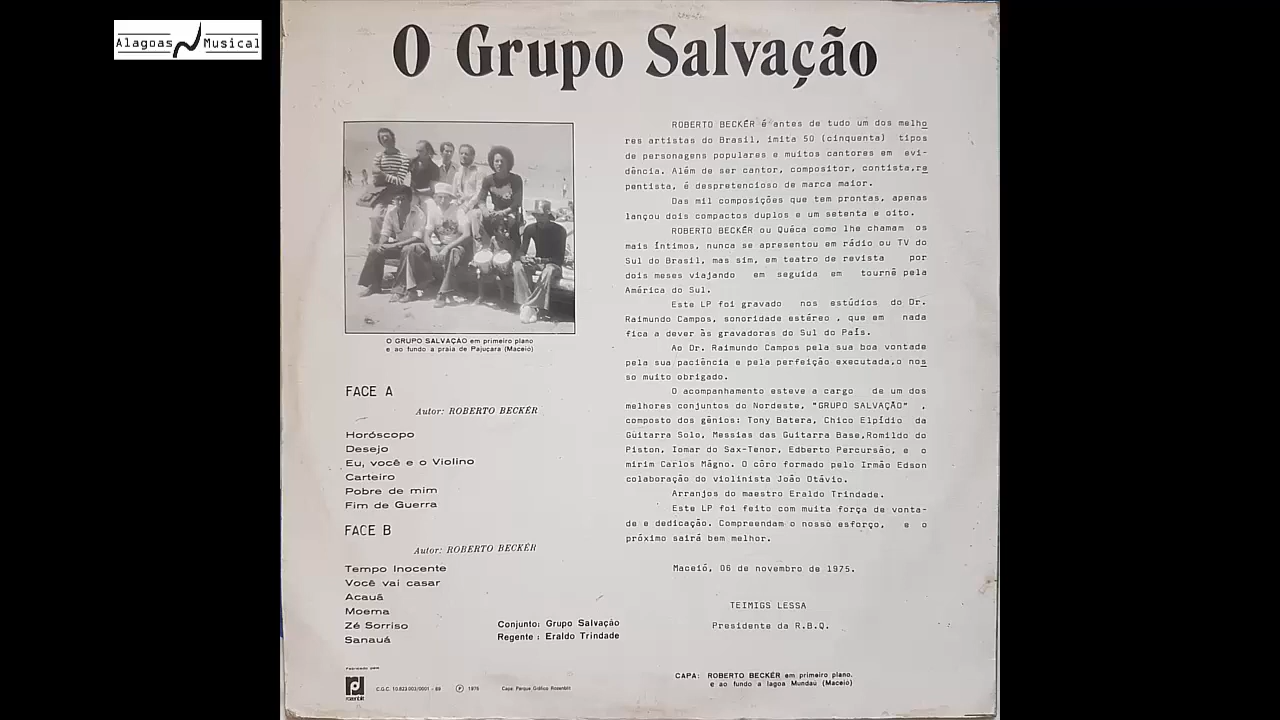 Alagoas Musical
O Grupo Salvação
O GRUPO SALVAÇÃO em primeiro plano
e ao fundo a praia de Pajuçara (Maceió)
FACE A
Autor: ROBERTO BECKÉR
Horóscopo
Desejo
Eu, você e o Violino
Carteiro
Pobre de mim
Fim de Guerra
FACE B
Autor: ROBERTO BECKÉR
Tempo Inocente
Você vai casar
Acauã
Moema
Zé Sorriso
Sanauá
Conjunto: Grupo Salvação
Regente : Eraldo Trindade
ROBERTO BECKÉR é antes de tudo um dos melho
res artistas do Brasil, imita 50 (cinquenta) tipos
de personagens populares e muitos cantores em evi-
dência. Além de ser cantor, compositor, contista,re
pentista, é despretencioso de marca maior.
Das mil composições que tem prontas, apenas
lançou dois compactos duplos e um setenta e oito.
ROBERTO BECKÉR ou Quéca como lhe chamam os
mais íntimos, nunca se apresentou em rádio ou TV do
Sul do Brasil, mas sim, em teatro de revista por
dois meses viajando em seguida em tournê pela
América do Sul.
Este LP foi gravado nos estúdios do Dr.
Raimundo Campos, sonoridade estéreo , que em nada
fica a dever às gravadoras do Sul do País.
Ao Dr. Raimundo Campos pela sua boa vontade
pela sua paciência e pela perfeição executada,o nos
so muito obrigado.
O acompanhamento esteve a cargo de um dos
melhores conjuntos do Nordeste, "GRUPO SALVAÇÃO" ,
composto dos gênios: Tony Batera, Chico Elpídio da
Guitarra Solo, Messias das Guitarra Base,Romildo do
Piston, Iomar do Sax-Tenor, Edberto Percursão, e o
mirim Carlos Mágno. O côro formado pelo Irmão Edson
colaboração do violinista João Otávio.
Arranjos do maestro Eraldo Trindade.
Este LP foi feito com muita força de vonta-
de e dedicação. Compreendam o nosso esforço, e o
próximo sairá bem melhor.
Maceió, 06 de novembro de 1975.
TEIMIGS LESSA
Presidente da R.B.Q.
Fabricado pela
rozenblit
C.G.C. 10.823.003/0001 - 89 Ⓟ 1976 Capa: Parque Gráfico Rosenblit
CAPA: ROBERTO BECKÉR em primeiro plano.
e ao fundo a lagoa Mundaú (Maceió)